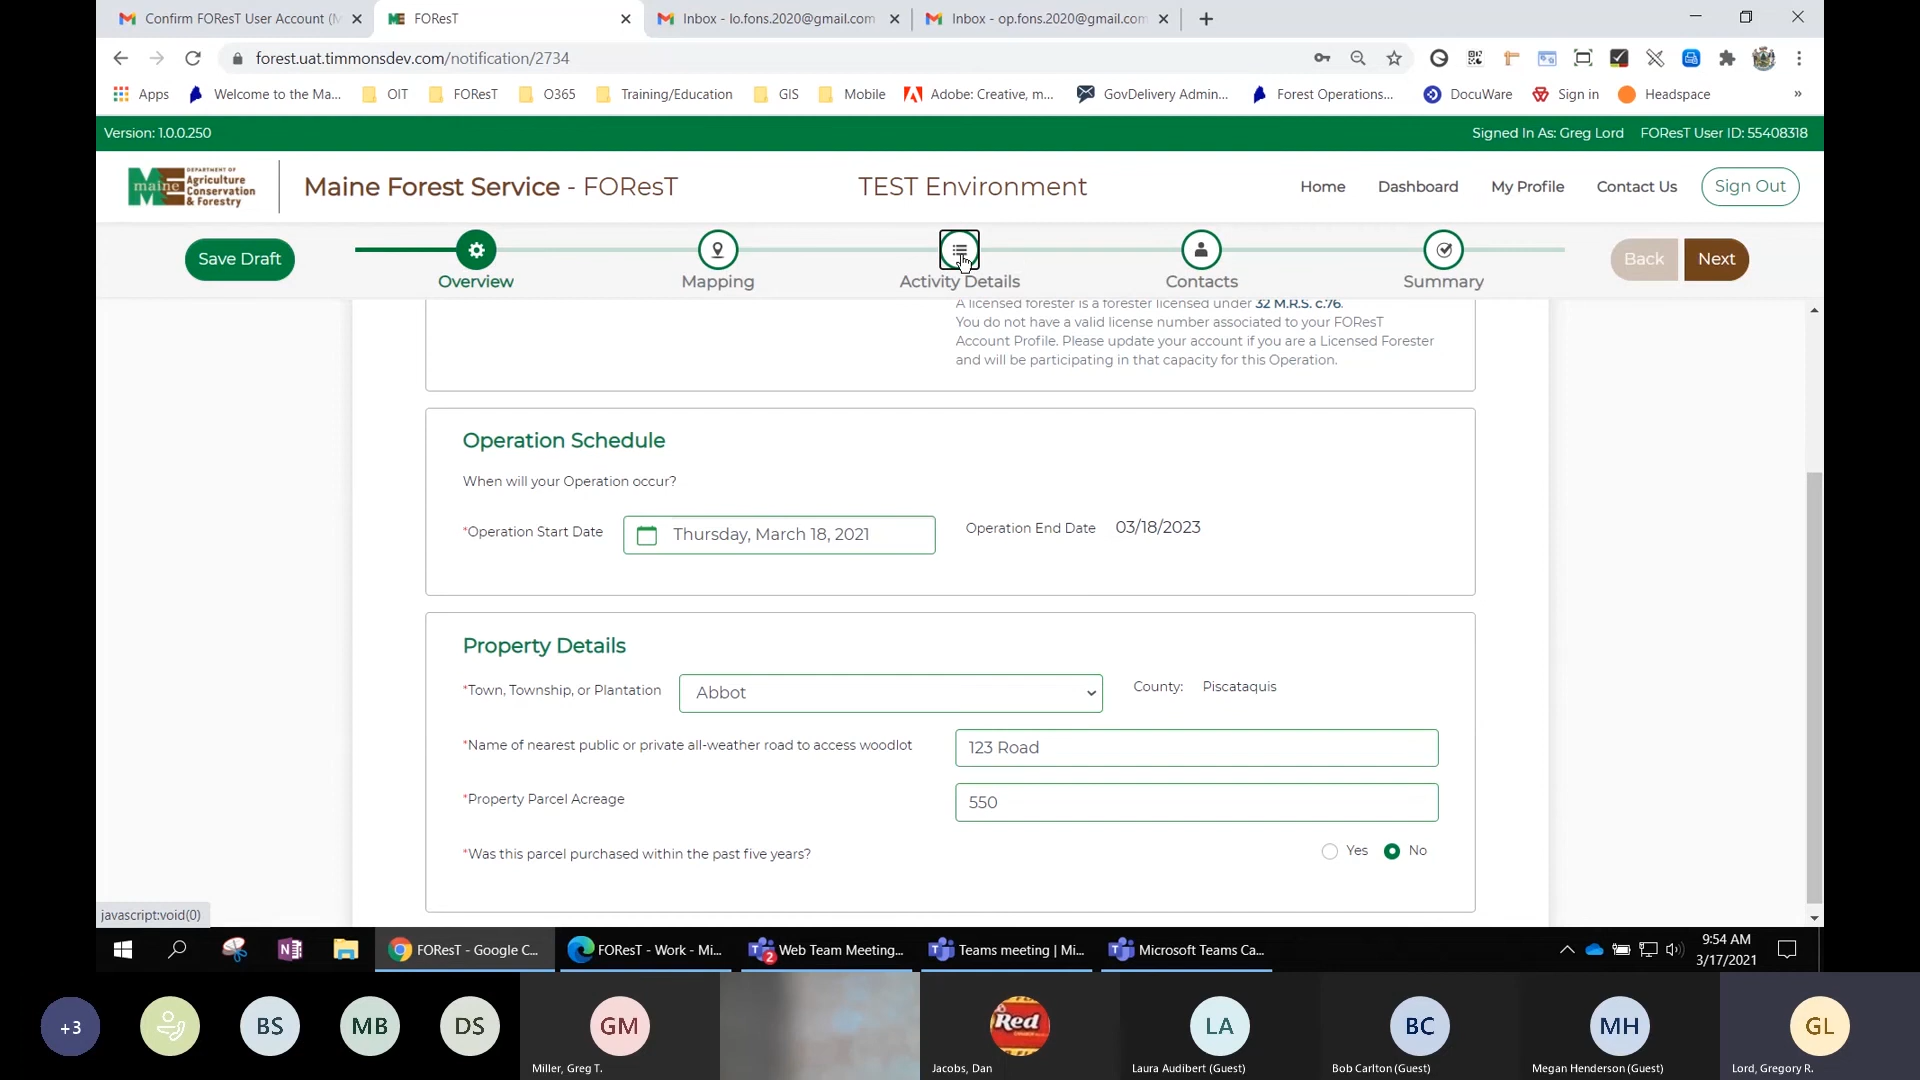 Confirm FOResT User Account (M
FOResT
Inbox - lo.fons.2020@gmail.com
Inbox - op.fons.2020@gmail.com
forest.uat.timmonsdev.com/notification/2734
Apps
Welcome to the Ma...
OIT
FOResT
O365
Training/Education
GIS
Mobile
Adobe: Creative, m...
GovDelivery Admin...
Forest Operations...
DocuWare
Sign in
Headspace
»
Version: 1.0.0.250
Signed In As: Greg Lord
FOResT User ID: 55408318
maine
DEPARTMENT OF
Agriculture
Conservation
& Forestry
Maine Forest Service - FOResT
TEST Environment
Home
Dashboard
My Profile
Contact Us
Sign Out
Save Draft
Overview
Mapping
Activity Details
Contacts
Summary
Back
Next
A licensed forester is a forester licensed under 32 M.R.S. c.76.
You do not have a valid license number associated to your FOResT
Account Profile. Please update your account if you are a Licensed Forester
and will be participating in that capacity for this Operation.
Operation Schedule
When will your Operation occur?
*Operation Start Date
Thursday, March 18, 2021
Operation End Date
03/18/2023
Property Details
*Town, Township, or Plantation
Abbot
County: Piscataquis
*Name of nearest public or private all-weather road to access woodlot
123 Road
*Property Parcel Acreage
550
*Was this parcel purchased within the past five years?
Yes
No
javascript:void(0)
FOResT - Google C...
FOResT - Work - Mi...
2
Web Team Meeting...
Teams meeting | Mi...
Microsoft Teams Ca...
9:54 AM
3/17/2021
+3
BS
MB
DS
GM
Miller, Greg T.
Red
Jacobs, Dan
LA
Laura Audibert (Guest)
BC
Bob Carlton (Guest)
MH
Megan Henderson (Guest)
GL
Lord, Gregory R.